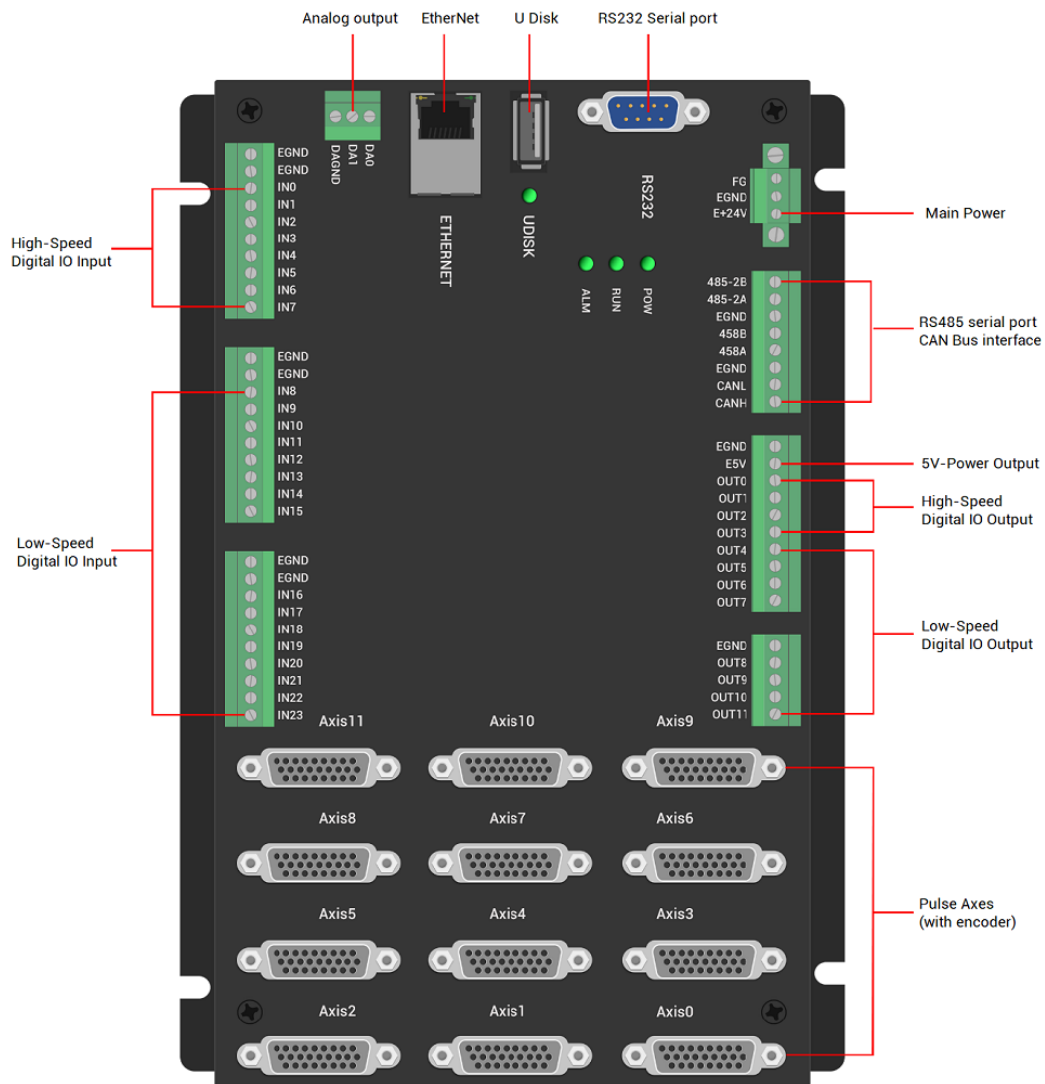 Analog output
EtherNet
U Disk
RS232 Serial port
DAGND
DA1
DA0
ETHERNET
UDISK
RS232
ALM
RUN
POW
High-Speed
Digital IO Input
EGND
EGND
IN0
IN1
IN2
IN3
IN4
IN5
IN6
IN7
FG
EGND
E+24V
Main Power
485-2B
485-2A
EGND
458B
458A
EGND
CANL
CANH
RS485 serial port
CAN Bus interface
Low-Speed
Digital IO Input
EGND
EGND
IN8
IN9
IN10
IN11
IN12
IN13
IN14
IN15
EGND
EGND
IN16
IN17
IN18
IN19
IN20
IN21
IN22
IN23
EGND
E5V
OUT0
OUT1
OUT2
OUT3
OUT4
OUT5
OUT6
OUT7
5V-Power Output
High-Speed
Digital IO Output
EGND
OUT8
OUT9
OUT10
OUT11
Low-Speed
Digital IO Output
Axis11
Axis10
Axis9
Axis8
Axis7
Axis6
Axis5
Axis4
Axis3
Axis2
Axis1
Axis0
Pulse Axes
(with encoder)